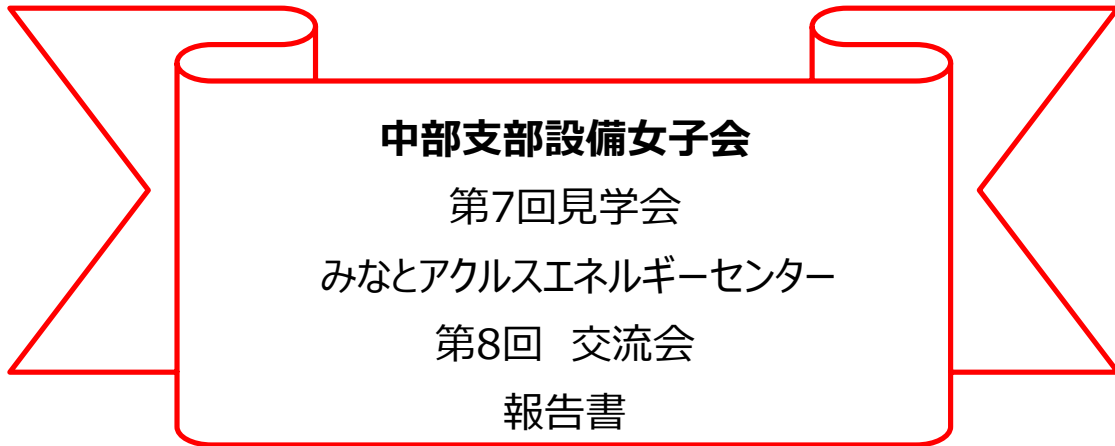 中部支部設備女子会
第7回見学会
みなとアクルスエネルギーセンター
第8回　交流会
報告書